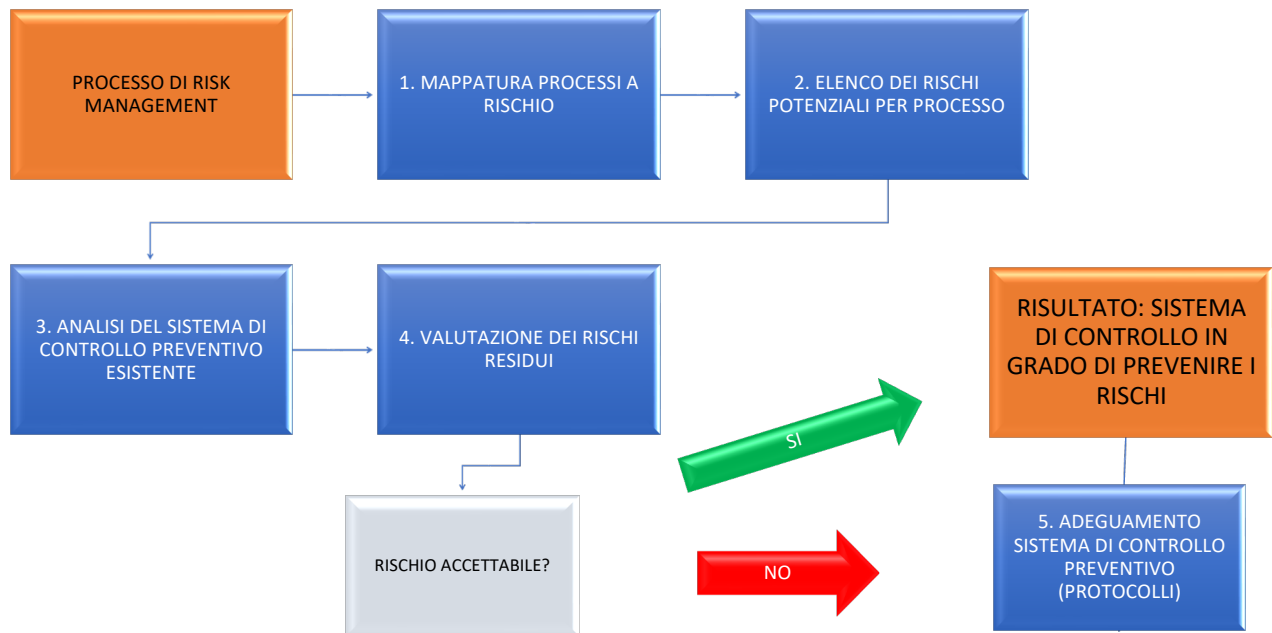 PROCESSO DI RISK
MANAGEMENT
1. MAPPATURA PROCESSI A
RISCHIO
2. ELENCO DEI RISCHI
POTENZIALI PER PROCESSO
3. ANALISI DEL SISTEMA DI
CONTROLLO PREVENTIVO
ESISTENTE
4. VALUTAZIONE DEI RISCHI
RESIDUI
RISULTATO: SISTEMA
DI CONTROLLO IN
GRADO DI PREVENIRE I
RISCHI
SI
RISCHIO ACCETTABILE?
NO
5. ADEGUAMENTO
SISTEMA DI CONTROLLO
PREVENTIVO
(PROTOCOLLI)